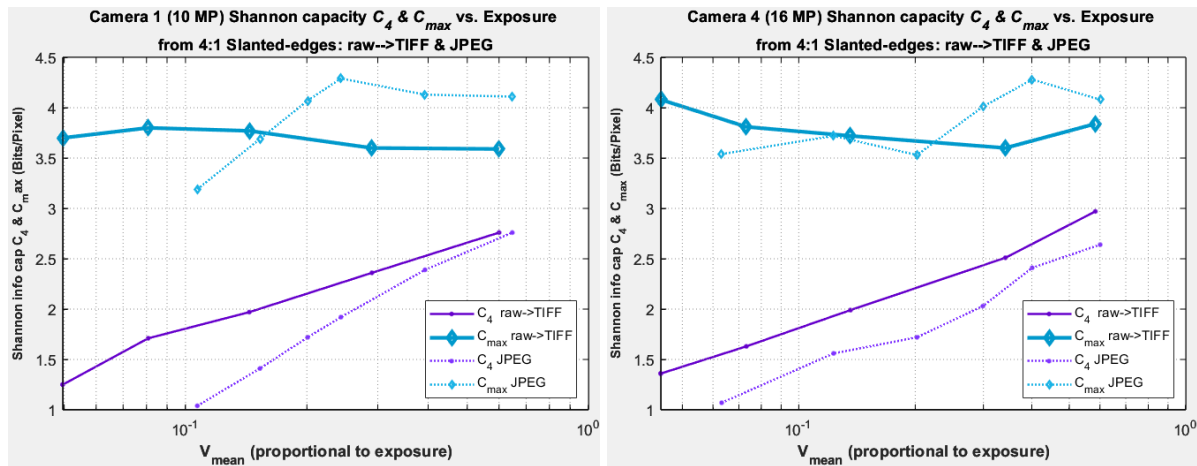 Camera 1 (10 MP) Shannon capacity C4 & Cmax vs. Exposure
from 4:1 Slanted-edges: raw-->TIFF & JPEG
Shannon info cap C4 & Cmax (Bits/Pixel)
4.5
4
3.5
3
2.5
2
1.5
1
C4 raw->TIFF
Cmax raw->TIFF
C4 JPEG
Cmax JPEG
10-1
100
Vmean (proportional to exposure)
Camera 4 (16 MP) Shannon capacity C4 & Cmax vs. Exposure
from 4:1 Slanted-edges: raw-->TIFF & JPEG
Shannon info cap C4 & Cmax (Bits/Pixel)
4.5
4
3.5
3
2.5
2
1.5
1
C4 raw->TIFF
Cmax raw->TIFF
C4 JPEG
Cmax JPEG
10-1
100
Vmean (proportional to exposure)